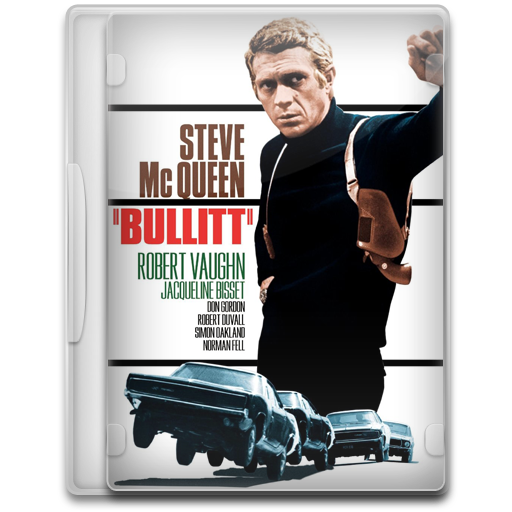 STEVE
McQUEEN
"BULLITT"
ROBERT VAUGHN
JACQUELINE BISSET
DON GORDON
ROBERT DUVALL
SIMON OAKLAND
NORMAN FELL